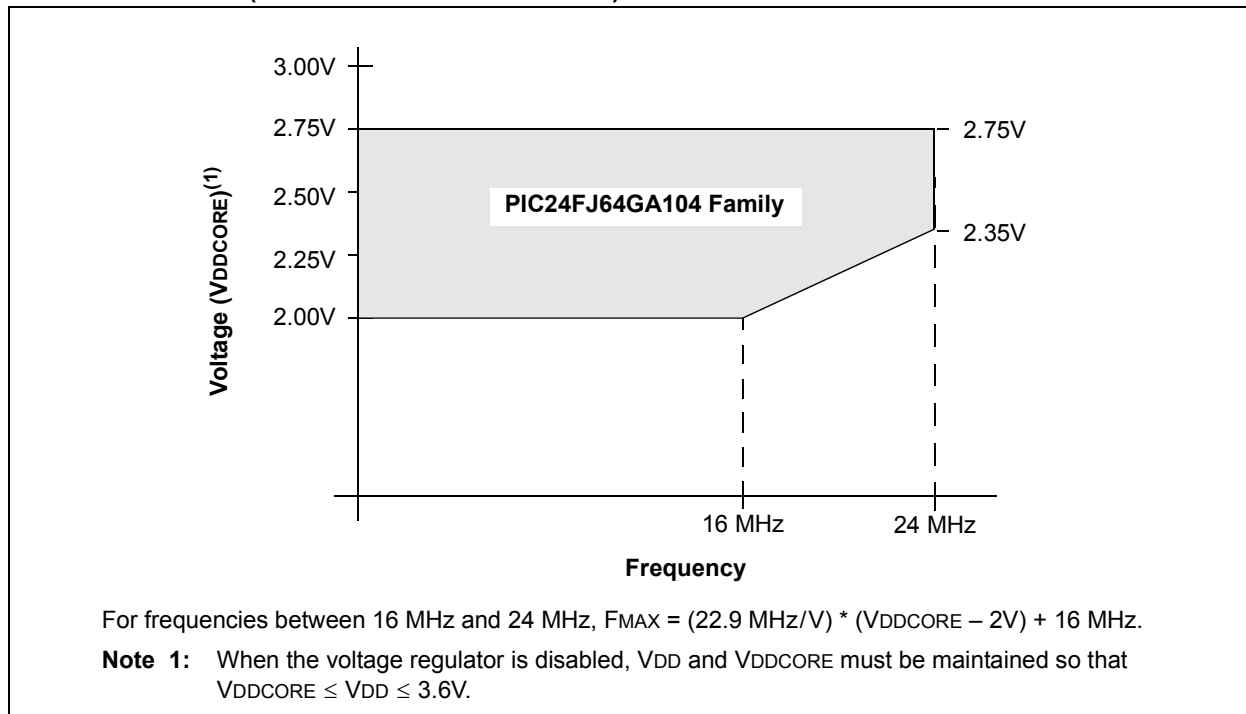 3.00V
2.75V
2.50V
2.25V
2.00V
Voltage (VDDCORE)(1)
PIC24FJ64GA104 Family
2.75V
2.35V
16 MHz
24 MHz
Frequency
For frequencies between 16 MHz and 24 MHz, FMAX = (22.9 MHz/V) * (VDDCORE – 2V) + 16 MHz.
Note 1: When the voltage regulator is disabled, VDD and VDDCORE must be maintained so that
VDDCORE ≤ VDD ≤ 3.6V.